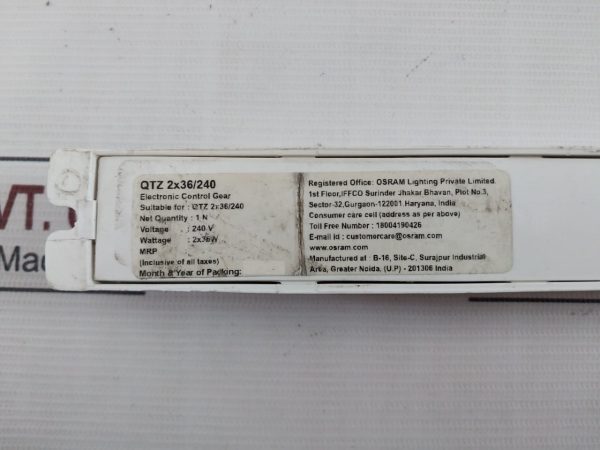 QTZ 2x36/240
Electronic Control Gear
Suitable for : QTZ 2x36/240
Net Quantity : 1 N
Voltage : 240 V
Wattage : 2x36W
MRP :
(Inclusive of all taxes)
Month & Year of Packing:
Registered Office: OSRAM Lighting Private Limited
1st Floor,IFFCO Surinder Jhakar Bhavan, Plot No.3,
Sector-32,Gurgaon-122001,Haryana, India
Consumer care cell (address as per above)
Toll Free Number : 18004190426
E-mail id : customercare@osram.com
www.osram.com
Manufactured at : B-16, Site-C, Surajpur Industrial
Area, Greater Noida, (U.P) - 201306 India
VT.
Mac